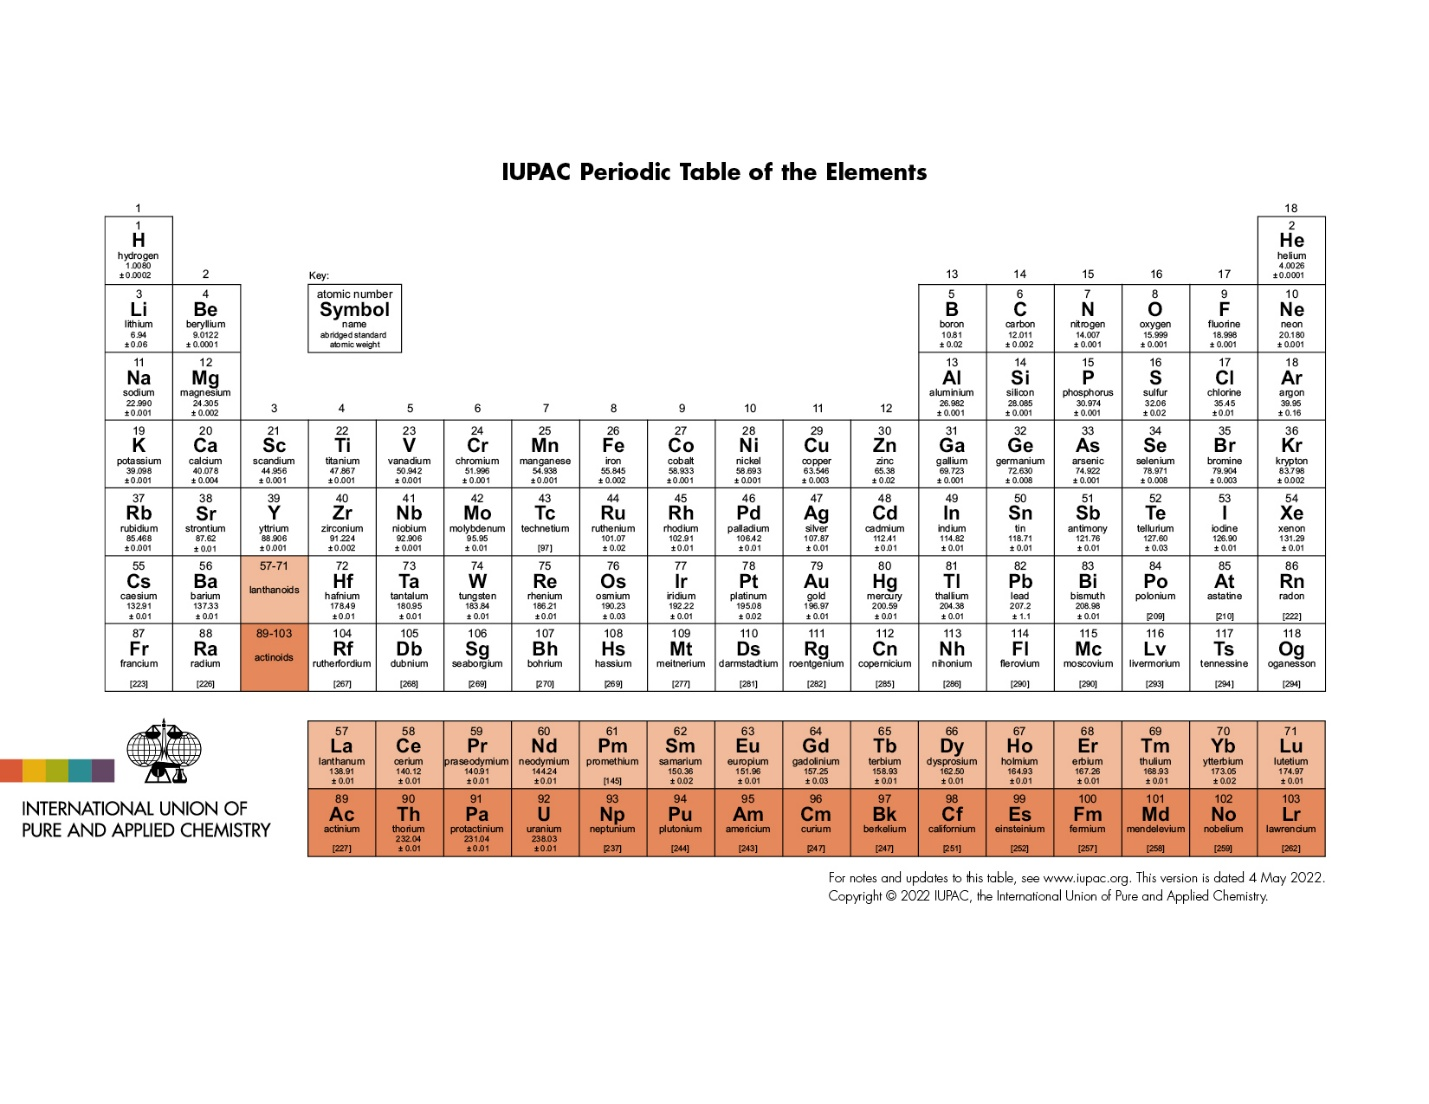 IUPAC Periodic Table of the Elements
1 18
1 2
H He
hydrogen helium
1.0080 4.0026
± 0.0002 ± 0.0001
2 Key: 13 14 15 16 17
3 4 atomic number 5 6 7 8 9 10
Li Be Symbol B C N O F Ne
lithium beryllium name boron carbon nitrogen oxygen fluorine neon
6.94 9.0122 abridged standard 10.81 12.011 14.007 15.999 18.998 20.180
± 0.06 ± 0.0001 atomic weight ± 0.02 ± 0.002 ± 0.001 ± 0.001 ± 0.001 ± 0.001
11 12 13 14 15 16 17 18
Na Mg Al Si P S Cl Ar
sodium magnesium aluminium silicon phosphorus sulfur chlorine argon
22.990 24.305 26.982 28.085 30.974 32.06 35.45 39.95
± 0.001 ± 0.002 ± 0.001 ± 0.001 ± 0.001 ± 0.02 ± 0.01 ± 0.16
3 4 5 6 7 8 9 10 11 12
19 20 21 22 23 24 25 26 27 28 29 30 31 32 33 34 35 36
K Ca Sc Ti V Cr Mn Fe Co Ni Cu Zn Ga Ge As Se Br Kr
potassium calcium scandium titanium vanadium chromium manganese iron cobalt nickel copper zinc gallium germanium arsenic selenium bromine krypton
39.098 40.078 44.956 47.867 50.942 51.996 54.938 55.845 58.933 58.693 63.546 65.38 69.723 72.630 74.922 78.971 79.904 83.798
± 0.001 ± 0.004 ± 0.001 ± 0.001 ± 0.001 ± 0.001 ± 0.001 ± 0.002 ± 0.001 ± 0.001 ± 0.003 ± 0.02 ± 0.001 ± 0.008 ± 0.001 ± 0.008 ± 0.003 ± 0.002
37 38 39 40 41 42 43 44 45 46 47 48 49 50 51 52 53 54
Rb Sr Y Zr Nb Mo Tc Ru Rh Pd Ag Cd In Sn Sb Te I Xe
rubidium strontium yttrium zirconium niobium molybdenum technetium ruthenium rhodium palladium silver cadmium indium tin antimony tellurium iodine xenon
85.468 87.62 88.906 91.224 92.906 95.95 101.07 102.91 106.42 107.87 112.41 114.82 118.71 121.76 127.60 126.90 131.29
± 0.001 ± 0.01 ± 0.001 ± 0.002 ± 0.001 ± 0.01 [97] ± 0.02 ± 0.01 ± 0.01 ± 0.01 ± 0.01 ± 0.01 ± 0.01 ± 0.01 ± 0.03 ± 0.01 ± 0.01
55 56 57-71 72 73 74 75 76 77 78 79 80 81 82 83 84 85 86
Cs Ba lanthanoids Hf Ta W Re Os Ir Pt Au Hg Tl Pb Bi Po At Rn
caesium barium hafnium tantalum tungsten rhenium osmium iridium platinum gold mercury thallium lead bismuth polonium astatine radon
132.91 137.33 178.49 180.95 183.84 186.21 190.23 192.22 195.08 196.97 200.59 204.38 207.2 208.98
± 0.01 ± 0.01 ± 0.01 ± 0.01 ± 0.01 ± 0.01 ± 0.03 ± 0.01 ± 0.02 ± 0.01 ± 0.01 ± 0.01 ± 1.1 ± 0.01 [209] [210] [222]
87 88 89-103 104 105 106 107 108 109 110 111 112 113 114 115 116 117 118
Fr Ra actinoids Rf Db Sg Bh Hs Mt Ds Rg Cn Nh Fl Mc Lv Ts Og
francium radium rutherfordium dubnium seaborgium bohrium hassium meitnerium darmstadtium roentgenium copernicium nihonium flerovium moscovium livermorium tennessine oganesson
[223] [226] [267] [268] [269] [270] [269] [277] [281] [282] [285] [286] [290] [290] [293] [294] [294]
57 58 59 60 61 62 63 64 65 66 67 68 69 70 71
La Ce Pr Nd Pm Sm Eu Gd Tb Dy Ho Er Tm Yb Lu
lanthanum cerium praseodymium neodymium promethium samarium europium gadolinium terbium dysprosium holmium erbium thulium ytterbium lutetium
138.91 140.12 140.91 144.24 150.36 151.96 157.25 158.93 162.50 164.93 167.26 168.93 173.05 174.97
± 0.01 ± 0.01 ± 0.01 ± 0.01 [145] ± 0.02 ± 0.01 ± 0.03 ± 0.01 ± 0.01 ± 0.01 ± 0.01 ± 0.01 ± 0.02 ± 0.01
89 90 91 92 93 94 95 96 97 98 99 100 101 102 103
Ac Th Pa U Np Pu Am Cm Bk Cf Es Fm Md No Lr
actinium thorium protactinium uranium neptunium plutonium americium curium berkelium californium einsteinium fermium mendelevium nobelium lawrencium
232.04 231.04 238.03
[227] ± 0.01 ± 0.01 ± 0.01 [237] [244] [243] [247] [247] [251] [252] [257] [258] [259] [262]
INTERNATIONAL UNION OF
PURE AND APPLIED CHEMISTRY
For notes and updates to this table, see www.iupac.org. This version is dated 4 May 2022.
Copyright © 2022 IUPAC, the International Union of Pure and Applied Chemistry.